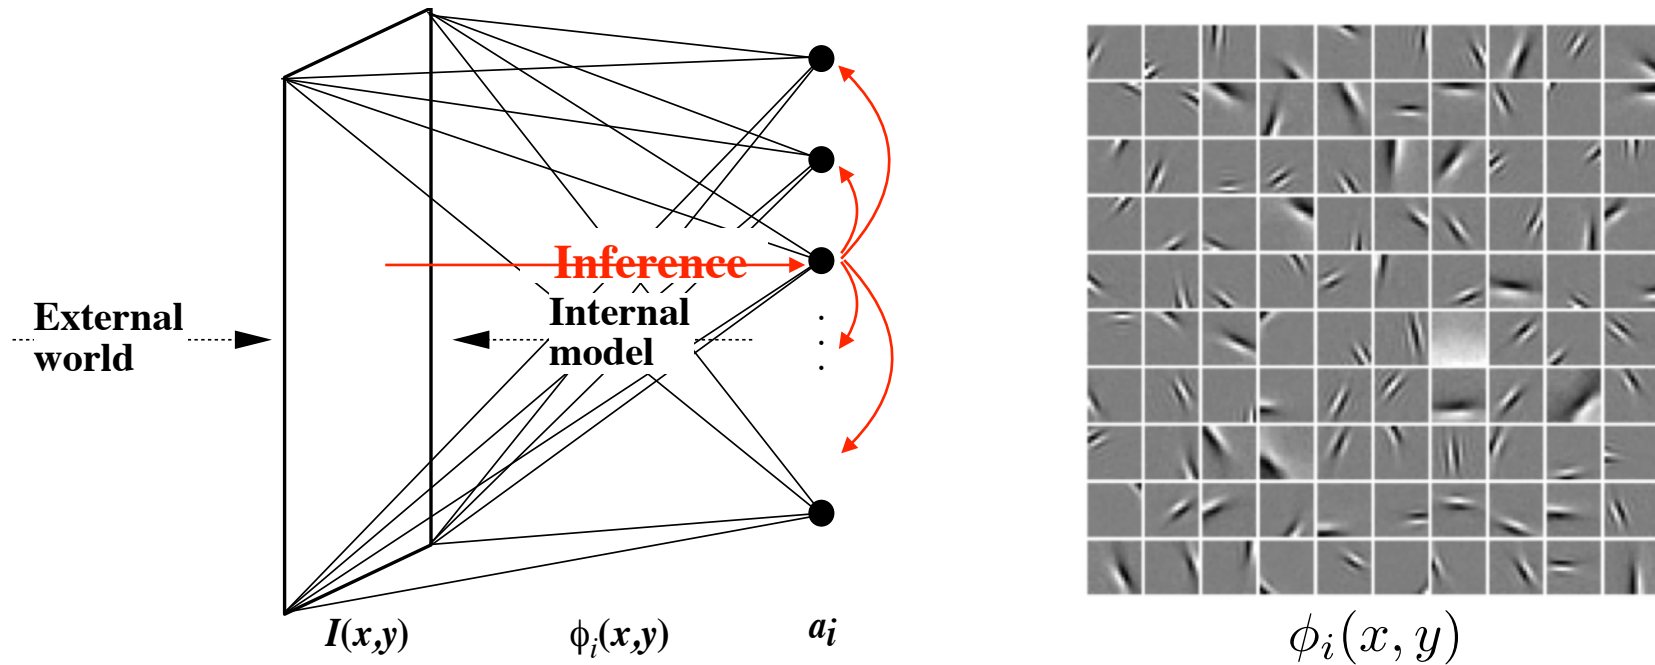 Inference
External
world
Internal
model
.
.
.
I(x,y)
ϕi(x,y)
ai
ϕi(x, y)